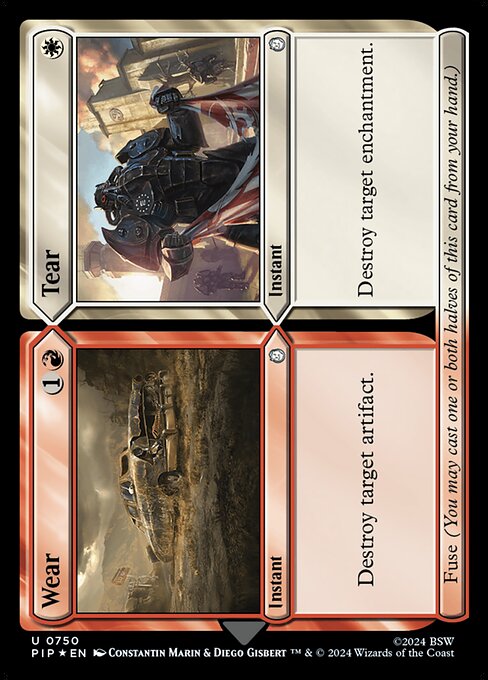 Wear 1
Instant
Destroy target artifact.
Tear
Instant
Destroy target enchantment.
Fuse (You may cast one or both halves of this card from your hand.)
U 0750
PIP ★ EN Constantin Marin & Diego Gisbert ™ & © 2024 Wizards of the Coast
©2024 BSW